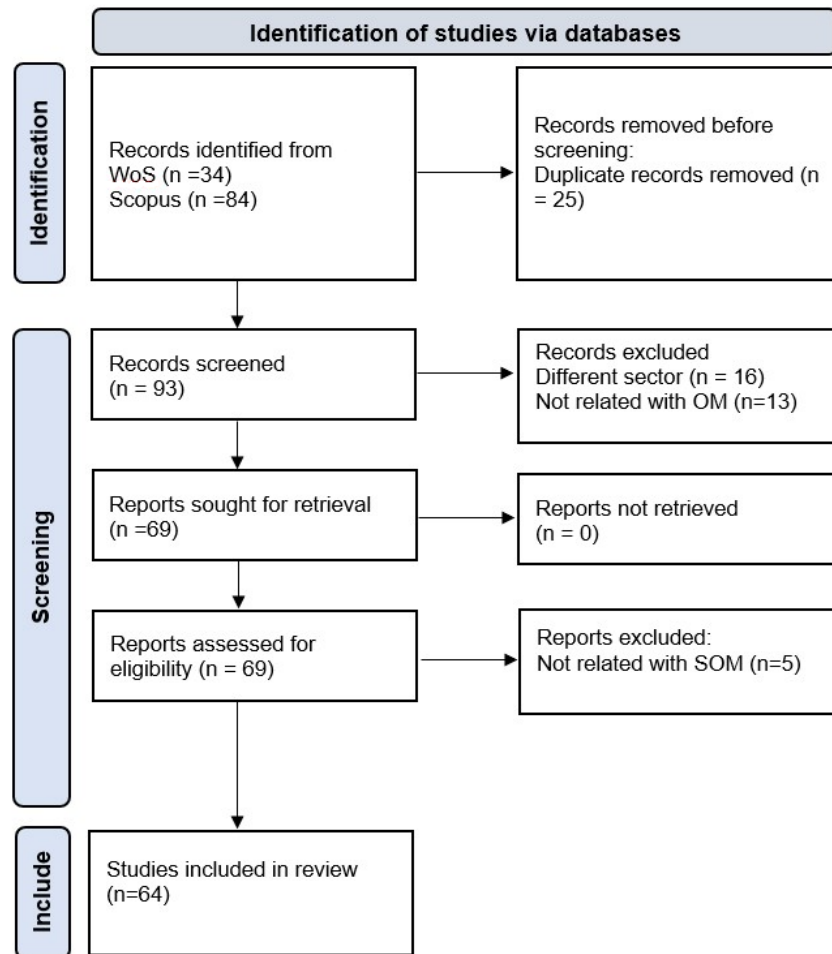 Identification of studies via databases
Identification
Records identified from
WoS (n =34)
Scopus (n =84)
Records removed before
screening:
Duplicate records removed (n
= 25)
Screening
Records screened
(n = 93)
Records excluded
Different sector (n = 16)
Not related with OM (n=13)
Reports sought for retrieval
(n =69)
Reports not retrieved
(n = 0)
Reports assessed for
eligibility (n = 69)
Reports excluded:
Not related with SOM (n=5)
Include
Studies included in review
(n=64)